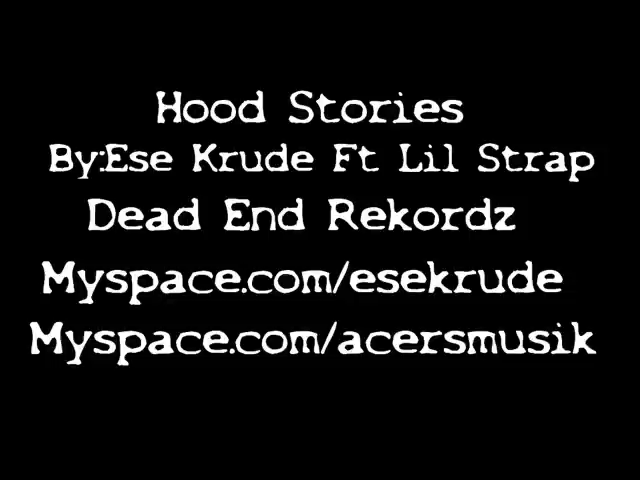 Hood Stories
By:Ese Krude Ft Lil Strap
Dead End Rekordz
Myspace.com/esekrude
Myspace.com/acersmusik